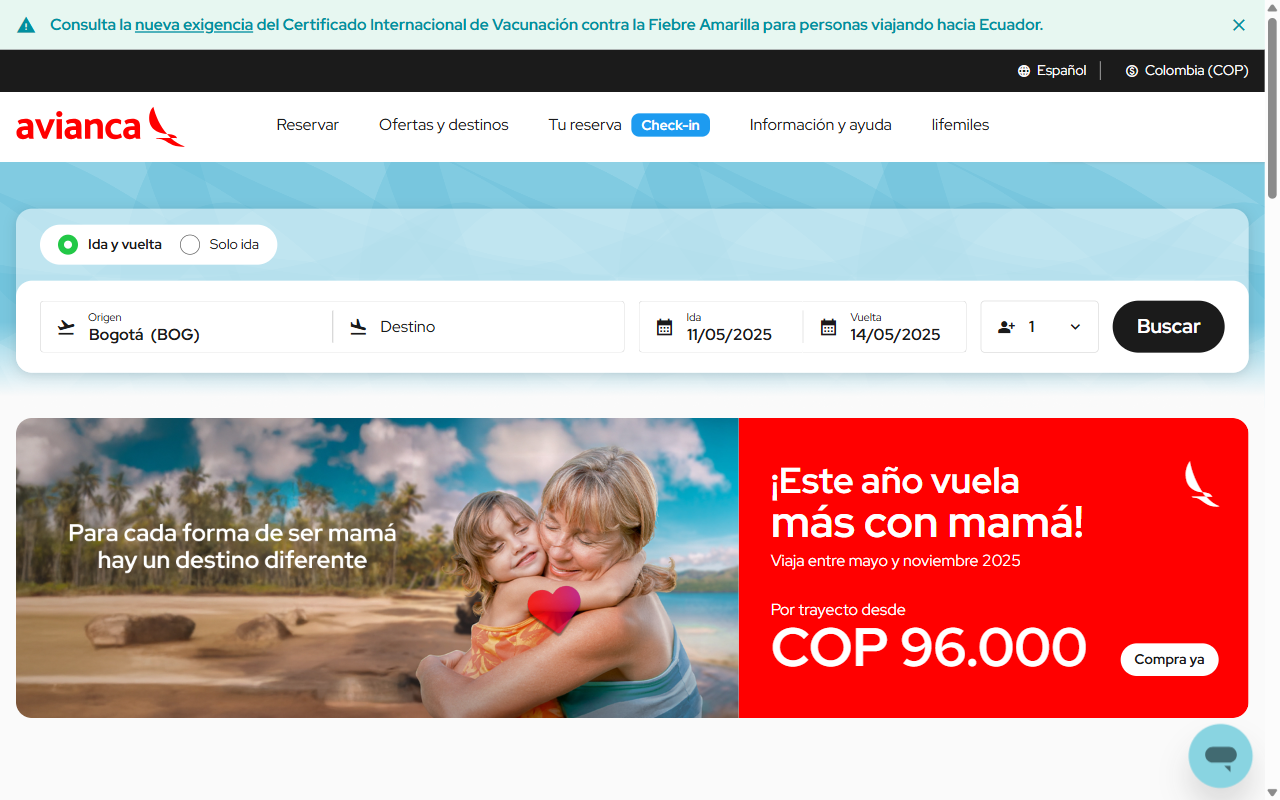 Consulta la nueva exigencia del Certificado Internacional de Vacunación contra la Fiebre Amarilla para personas viajando hacia Ecuador.
Español
Colombia (COP)
avianca
Reservar
Ofertas y destinos
Tu reserva
Check-in
Información y ayuda
lifemiles
Ida y vuelta
Solo ida
Origen
Bogotá (BOG)
Destino
Ida
11/05/2025
Vuelta
14/05/2025
1
Buscar
Para cada forma de ser mamá
hay un destino diferente
¡Este año vuela
más con mamá!
Viaja entre mayo y noviembre 2025
Por trayecto desde
COP 96.000
Compra ya